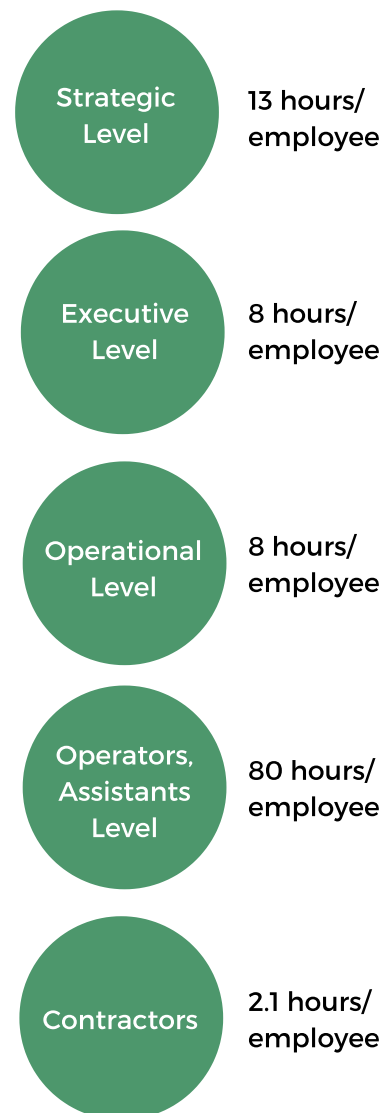 Strategic
Level
13 hours/
employee
Executive
Level
8 hours/
employee
Operational
Level
8 hours/
employee
Operators,
Assistants
Level
80 hours/
employee
Contractors
2.1 hours/
employee